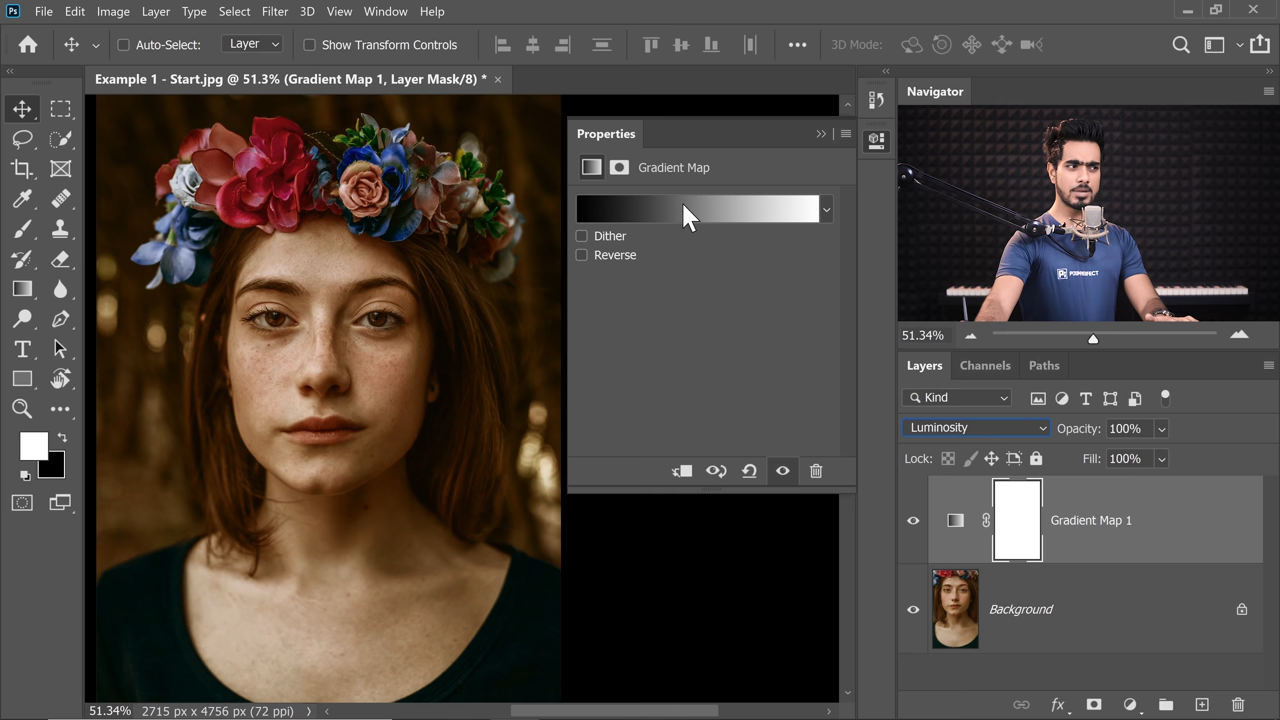 Ps File Edit Image Layer Type Select Filter 3D View Window Help
Auto-Select: Layer Show Transform Controls 3D Mode:
Example 1 - Start.jpg @ 51.3% (Gradient Map 1, Layer Mask/8) *
Properties
Gradient Map
Dither
Reverse
Navigator
51.34%
Layers Channels Paths
Kind
Luminosity Opacity: 100%
Lock: Fill: 100%
Gradient Map 1
Background
51.34% 2715 px x 4756 px (72 ppi)